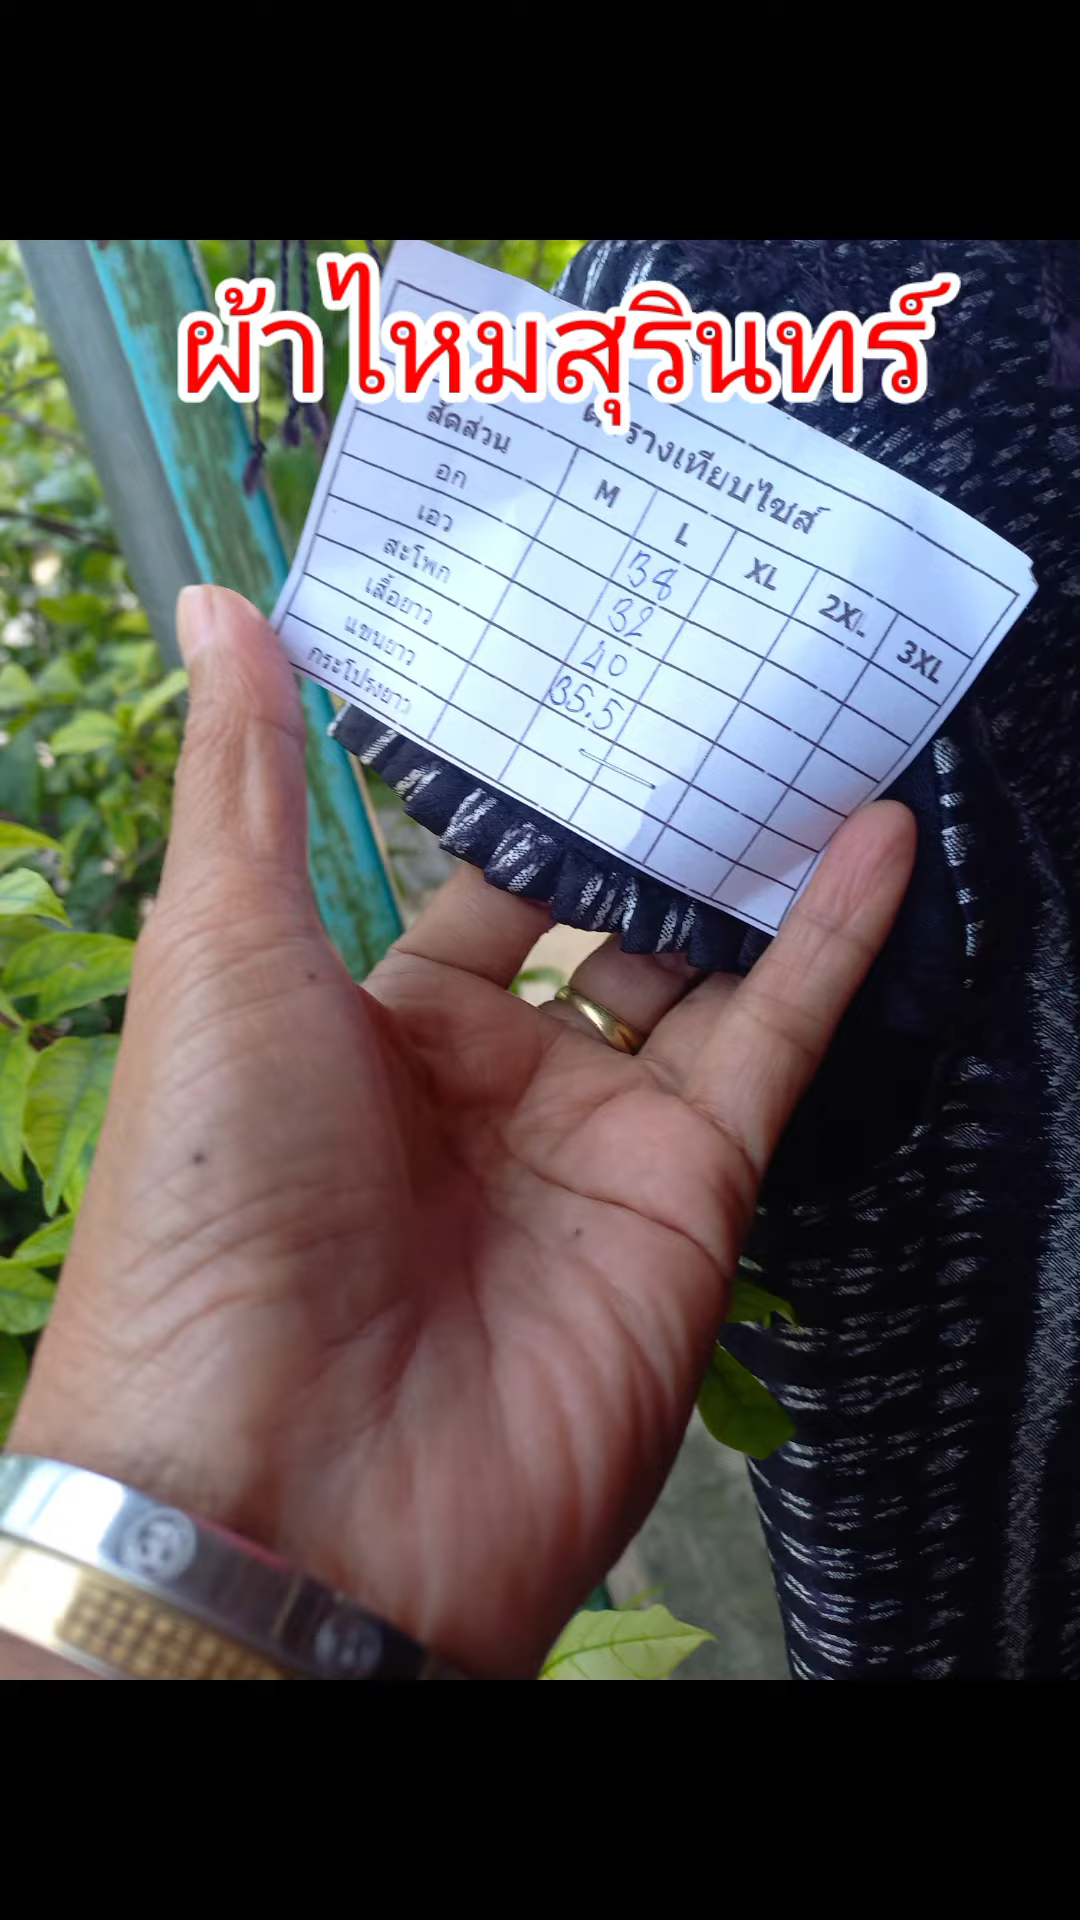 ผ้าไหมสุรินทร์
ตารางเทียบไซส์
สัดส่วน M L XL 2XL 3XL
อก 38
เอว 32
สะโพก 40
เสื้อยาว 35.5
แขนยาว —
กระโปรงยาว